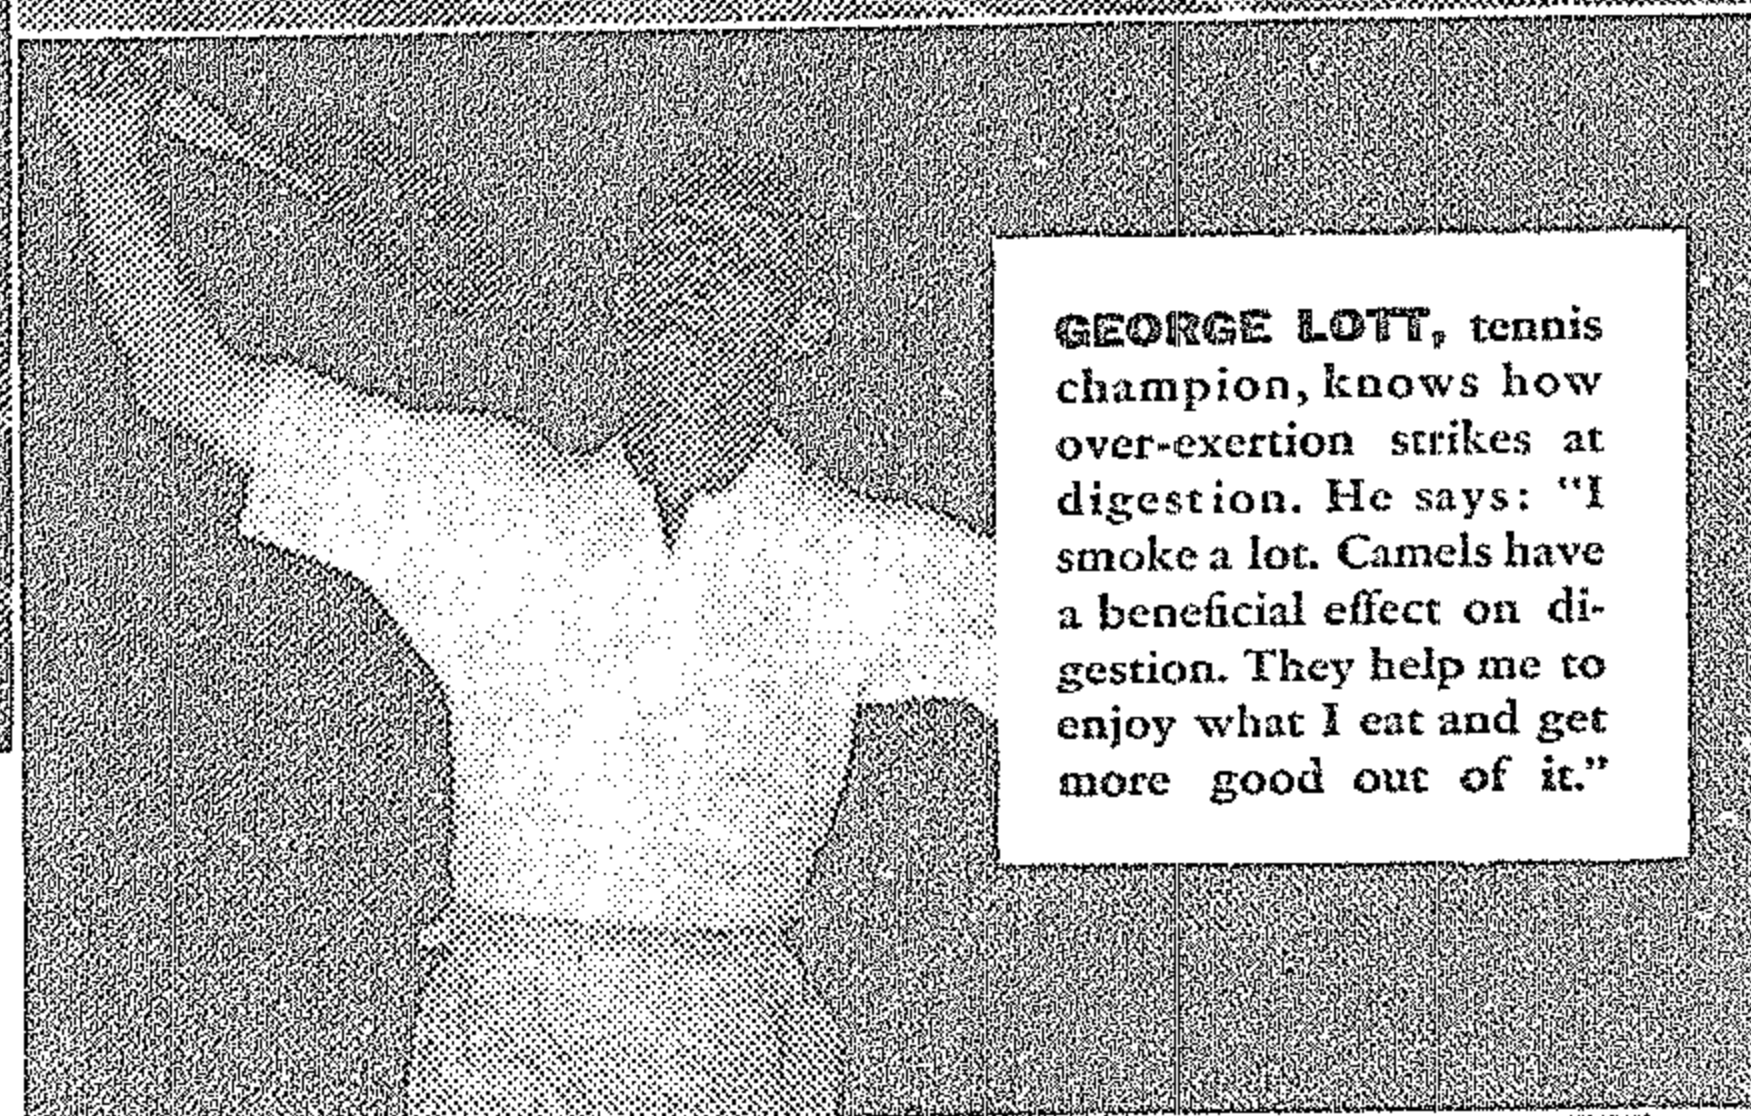 GEORGE LOTT, tennis
champion, knows how
over-exertion strikes at
digestion. He says: “I
smoke a lot. Camels have
a beneficial effect on di-
gestion. They help me to
enjoy what I eat and get
more good out of it.”